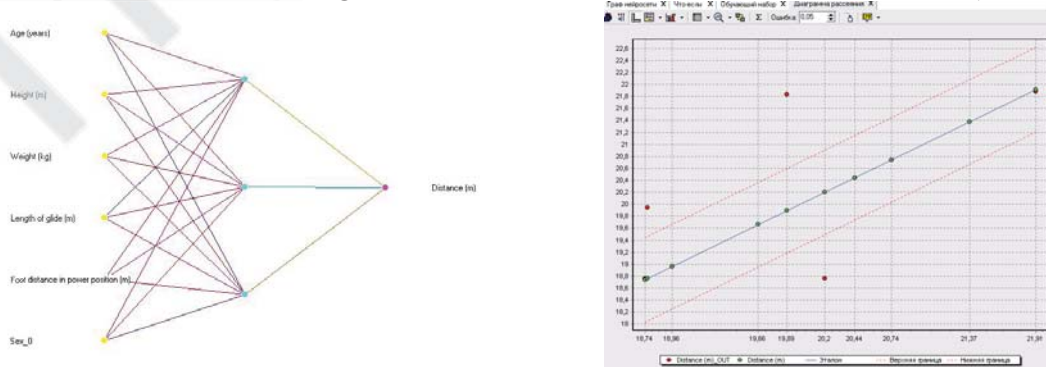 Age (years)
Height (m)
Weight (kg)
Length of glide (m)
Foot distance in power position (m)
Sex_0
Distance (m)
Граф нейросети X Что-если X Обучающий набор X Диаграмма рассеяния X
Ошибка 0,05
22,6
22,4
22,2
22
21,8
21,6
21,4
21,2
21
20,8
20,6
20,4
20,2
20
19,8
19,6
19,4
19,2
19
18,8
18,6
18,4
18,2
18
18,74 18,96 19,66 19,89 20,2 20,44 20,74 21,37 21,91
Distance (m)_OUT Distance (m) Эталон Верхняя граница Нижняя граница